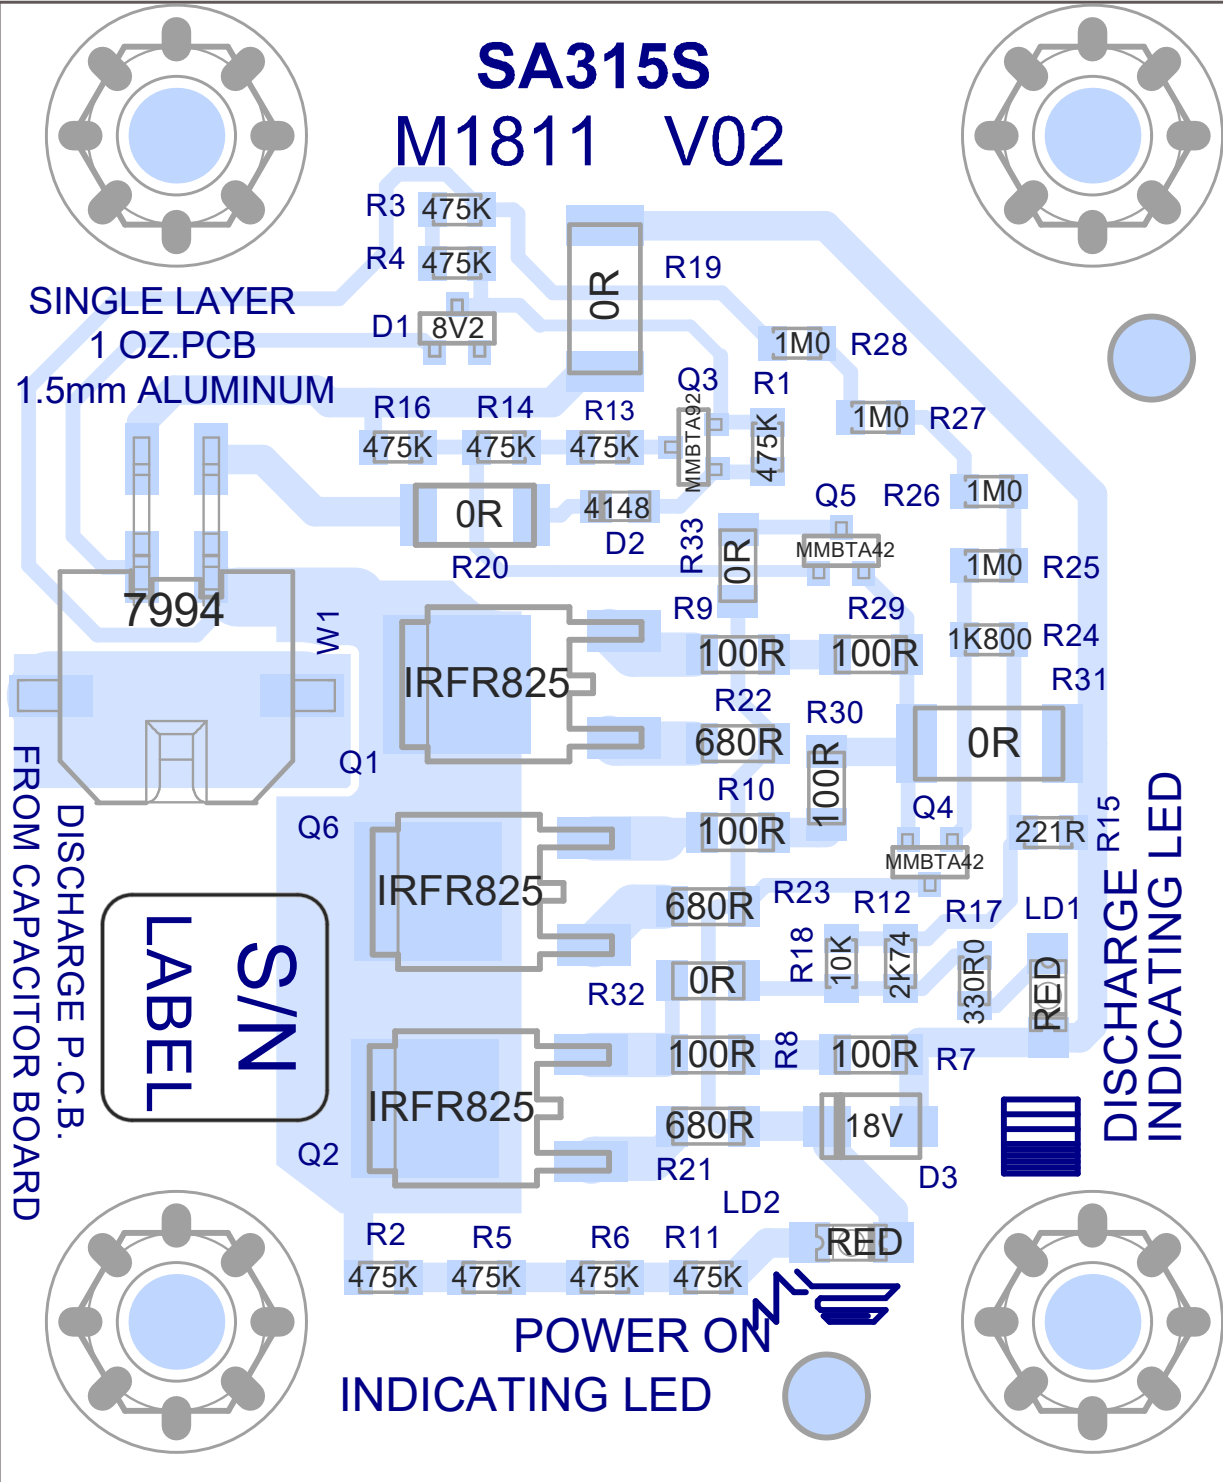 SA315S
M1811 V02
R3 475K
R4 475K
R19
0R
SINGLE LAYER
1 OZ.PCB
1.5mm ALUMINUM
D1 8V2
1M0 R28
Q3 R1
R16 R14 R13
475K 475K 475K
MMBTA92
475K
1M0 R27
0R
R20
4148
D2
R33
0R
Q5
MMBTA42
R26 1M0
1M0 R25
7994
W1
R9 R29
100R 100R
1K800 R24
IRFR825
Q1
R22
680R
R30
100R
R31
0R
R10
100R
Q6
IRFR825
Q4
MMBTA42
221R
R15
680R R23
R12 R17 LD1
R18
10K
2K74
330R0
RED
R32 0R
100R R8 100R R7
IRFR825
Q2
680R
R21
18V
D3
FROM CAPACITOR BOARD
DISCHARGE P.C.B.
S/N
LABEL
DISCHARGE
INDICATING LED
LD2
RED
R2 R5 R6 R11
475K 475K 475K 475K
POWER ON
INDICATING LED